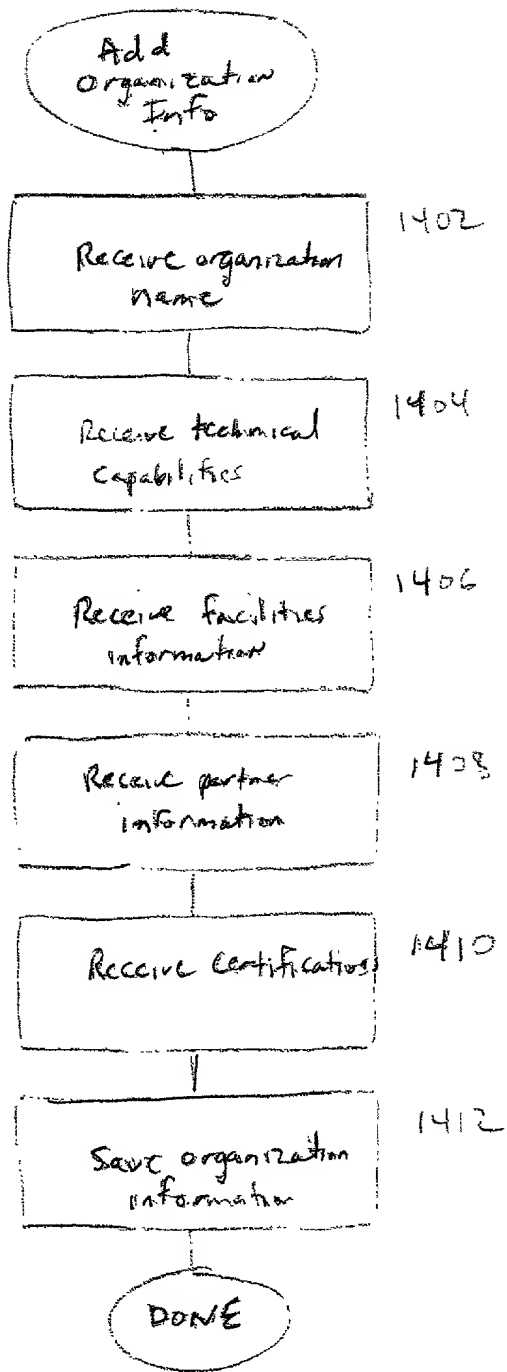 Add
Organization
Info
1402
Receive organization
name
1404
Receive technical
capabilities
1406
Receive facilities
information
1408
Receive partner
information
1410
Receive certifications
1412
Save organization
information
DONE